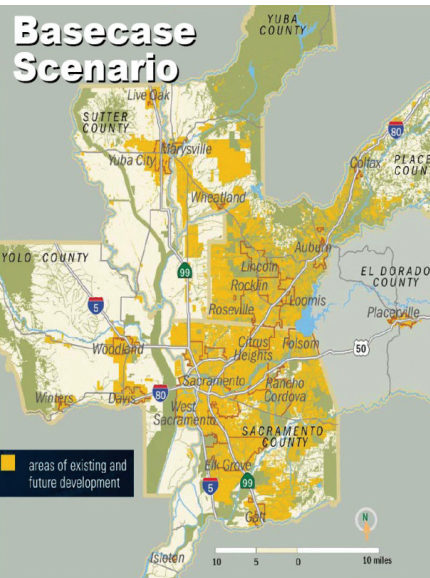 Basecase
Scenario
YUBA
COUNTY
Live Oak
SUTTER
COUNTY
80
Marysville
Yuba City
Colfax
PLACE
COUN
Wheatland
Auburn
YOLO COUNTY
99
Lincoln
EL DORADO
COUNTY
Rocklin
5
Loomis
Roseville
Placerville
Woodland
Citrus
Heights
Folsom
50
Sacramento
Rancho
Cordova
Winters
Davis
80
West
Sacramento
SACRAMENTO
COUNTY
areas of existing and
future development
Elk Grove
5
99
Galt
N
Isleton
10 5 0 10 miles